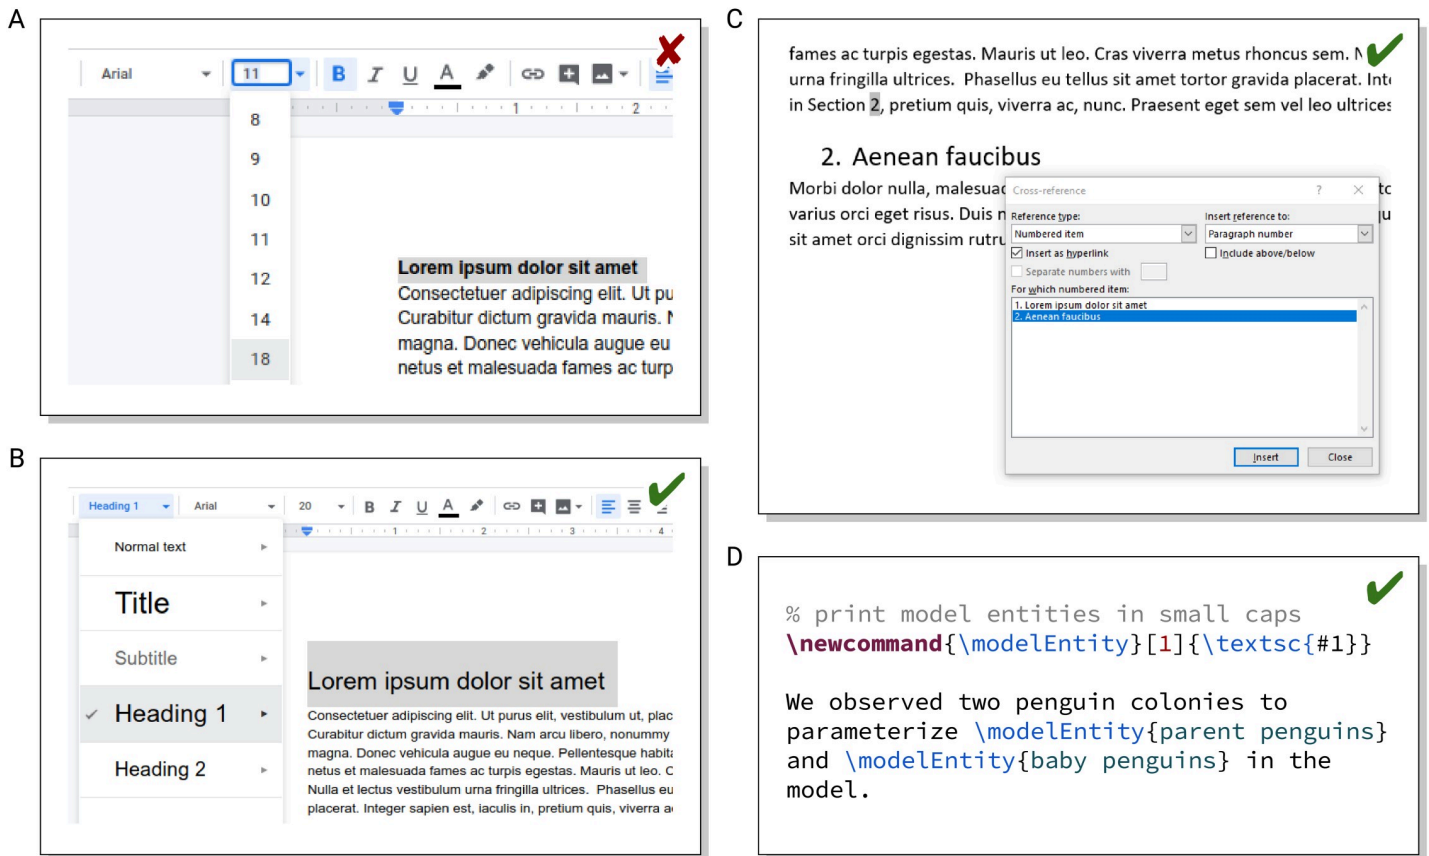 A
Arial 11 B I U A
1 2
8
9
10
11
12
14
18
Lorem ipsum dolor sit amet
Consectetuer adipiscing elit. Ut pu
Curabitur dictum gravida mauris. N
magna. Donec vehicula augue eu
netus et malesuada fames ac turp
B
Heading 1 Arial 20 B I U A
1 2 3 4
Normal text
Title
Subtitle
Heading 1
Heading 2
Lorem ipsum dolor sit amet
Consectetuer adipiscing elit. Ut purus elit, vestibulum ut, plac
Curabitur dictum gravida mauris. Nam arcu libero, nonummy
magna. Donec vehicula augue eu neque. Pellentesque habita
netus et malesuada fames ac turpis egestas. Mauris ut leo. C
Nulla et lectus vestibulum urna fringilla ultrices. Phasellus eu
placerat. Integer sapien est, iaculis in, pretium quis, viverra a
C
fames ac turpis egestas. Mauris ut leo. Cras viverra metus rhoncus sem. N
urna fringilla ultrices. Phasellus eu tellus sit amet tortor gravida placerat. Inte
in Section 2, pretium quis, viverra ac, nunc. Praesent eget sem vel leo ultrices
2. Aenean faucibus
Morbi dolor nulla, malesuad
varius orci eget risus. Duis n
sit amet orci dignissim rutru
Cross-reference ?
Reference type: Insert reference to:
Numbered item Paragraph number
Insert as hyperlink Include above/below
Separate numbers with
For which numbered item:
1. Lorem ipsum dolor sit amet
2. Aenean faucibus
Insert Close
D
% print model entities in small caps
\newcommand{\modelEntity}[1]{\textsc{#1}}
We observed two penguin colonies to
parameterize \modelEntity{parent penguins}
and \modelEntity{baby penguins} in the
model.